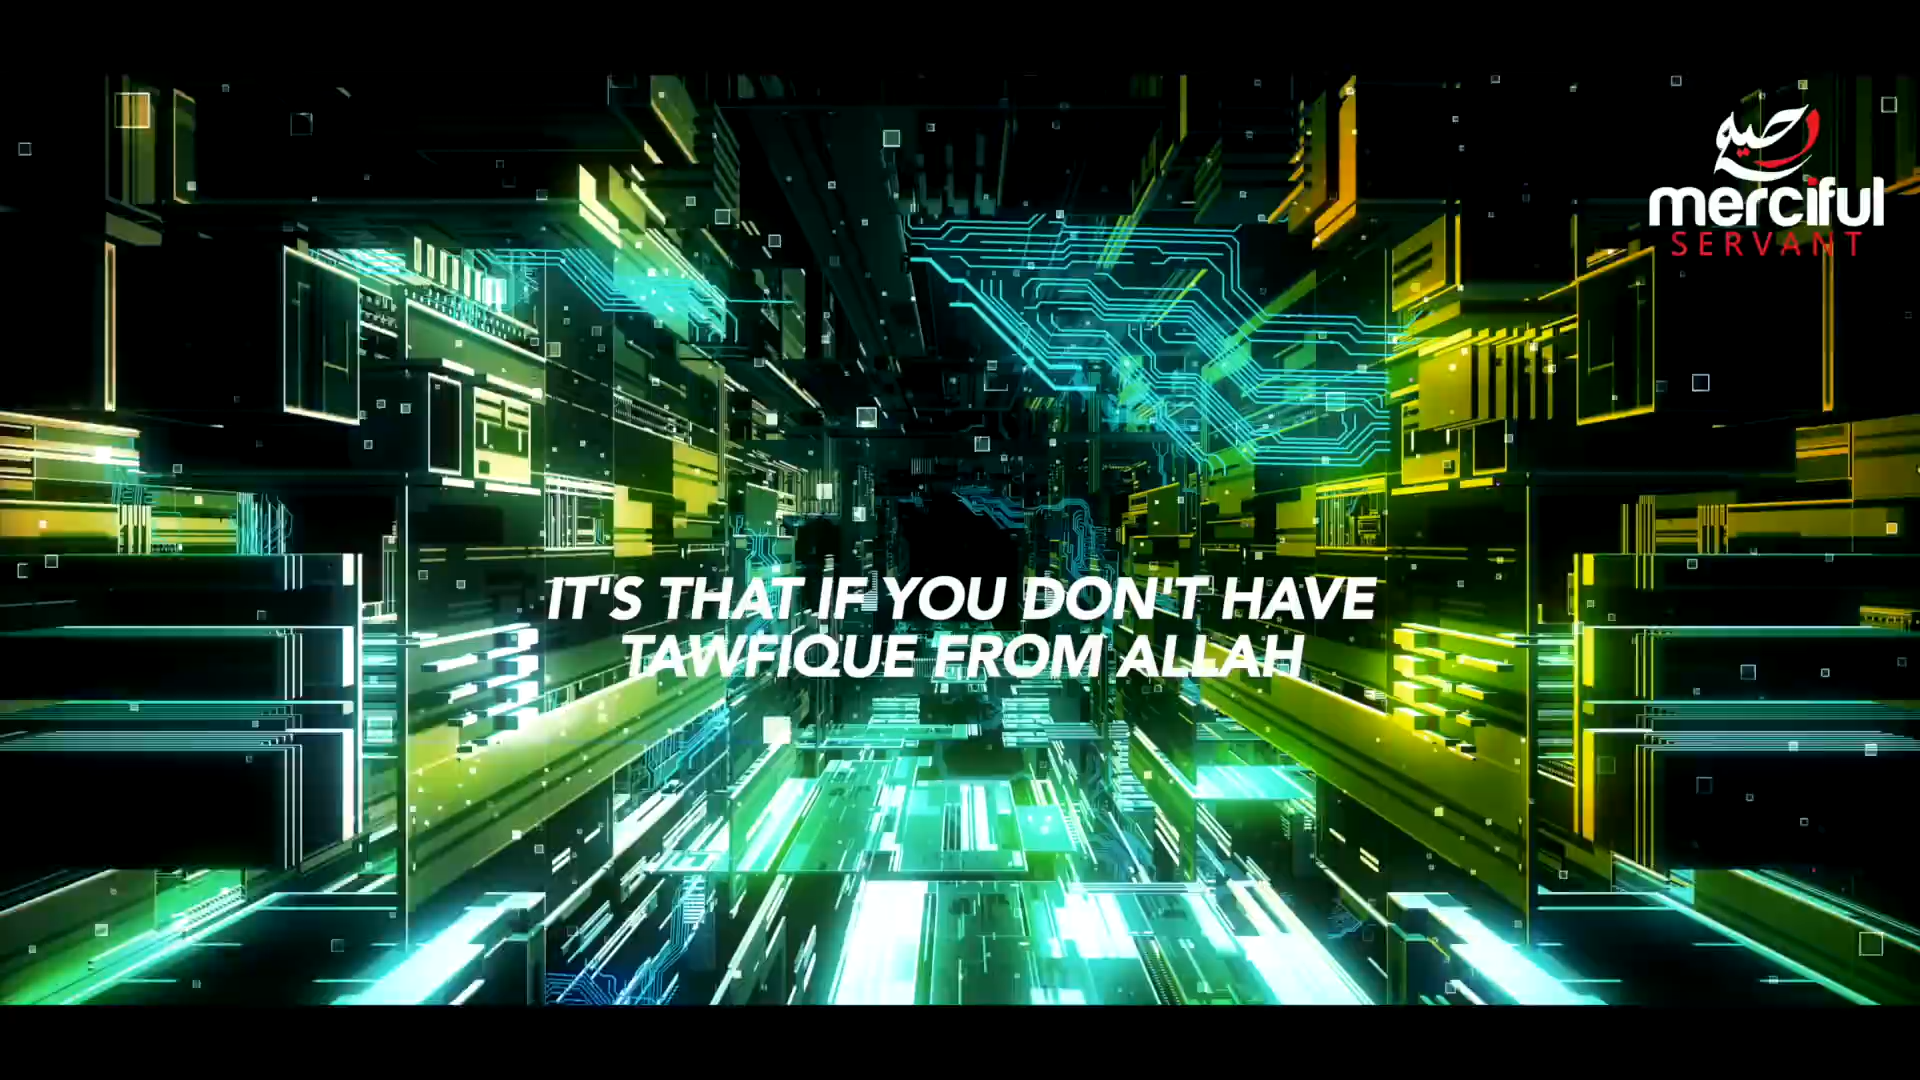 رحيم
merciful
SERVANT
IT'S THAT IF YOU DON'T HAVE
TAWFIQUE FROM ALLAH